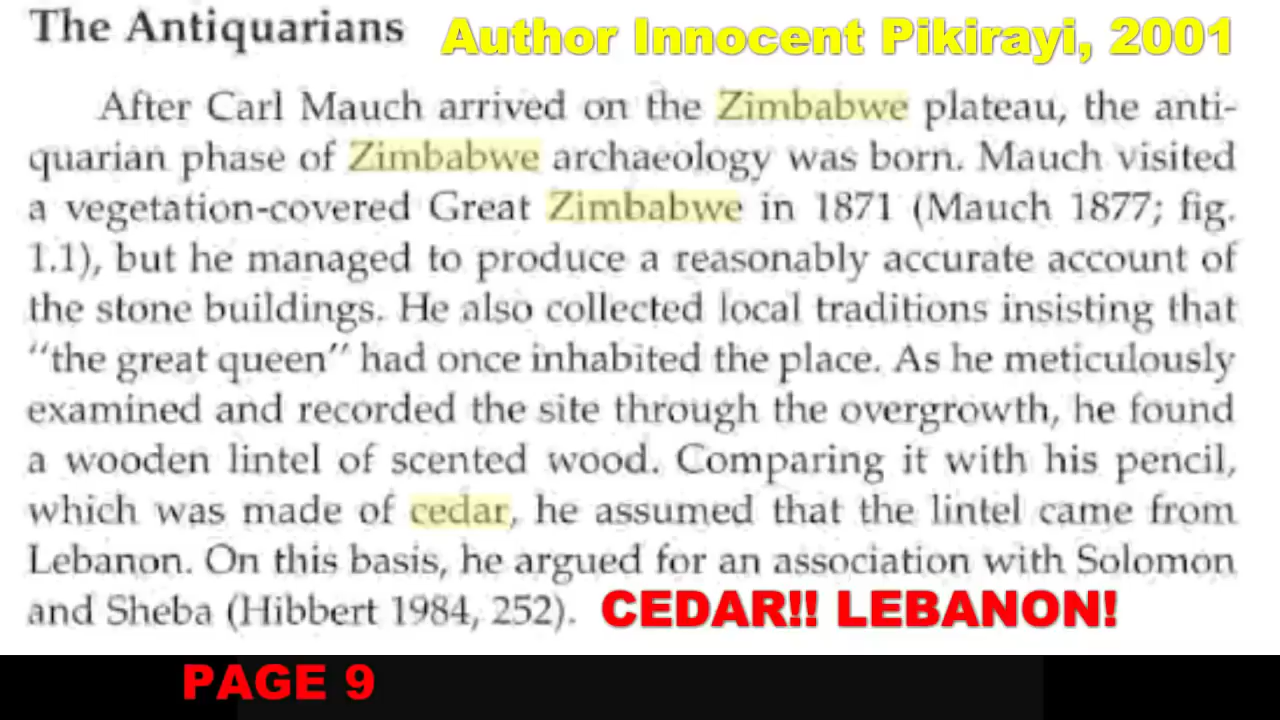 The Antiquarians Author Innocent Pikirayi, 2001
After Carl Mauch arrived on the Zimbabwe plateau, the anti-
quarian phase of Zimbabwe archaeology was born. Mauch visited
a vegetation-covered Great Zimbabwe in 1871 (Mauch 1877; fig.
1.1), but he managed to produce a reasonably accurate account of
the stone buildings. He also collected local traditions insisting that
“the great queen” had once inhabited the place. As he meticulously
examined and recorded the site through the overgrowth, he found
a wooden lintel of scented wood. Comparing it with his pencil,
which was made of cedar, he assumed that the lintel came from
Lebanon. On this basis, he argued for an association with Solomon
and Sheba (Hibbert 1984, 252). CEDAR!! LEBANON!
PAGE 9